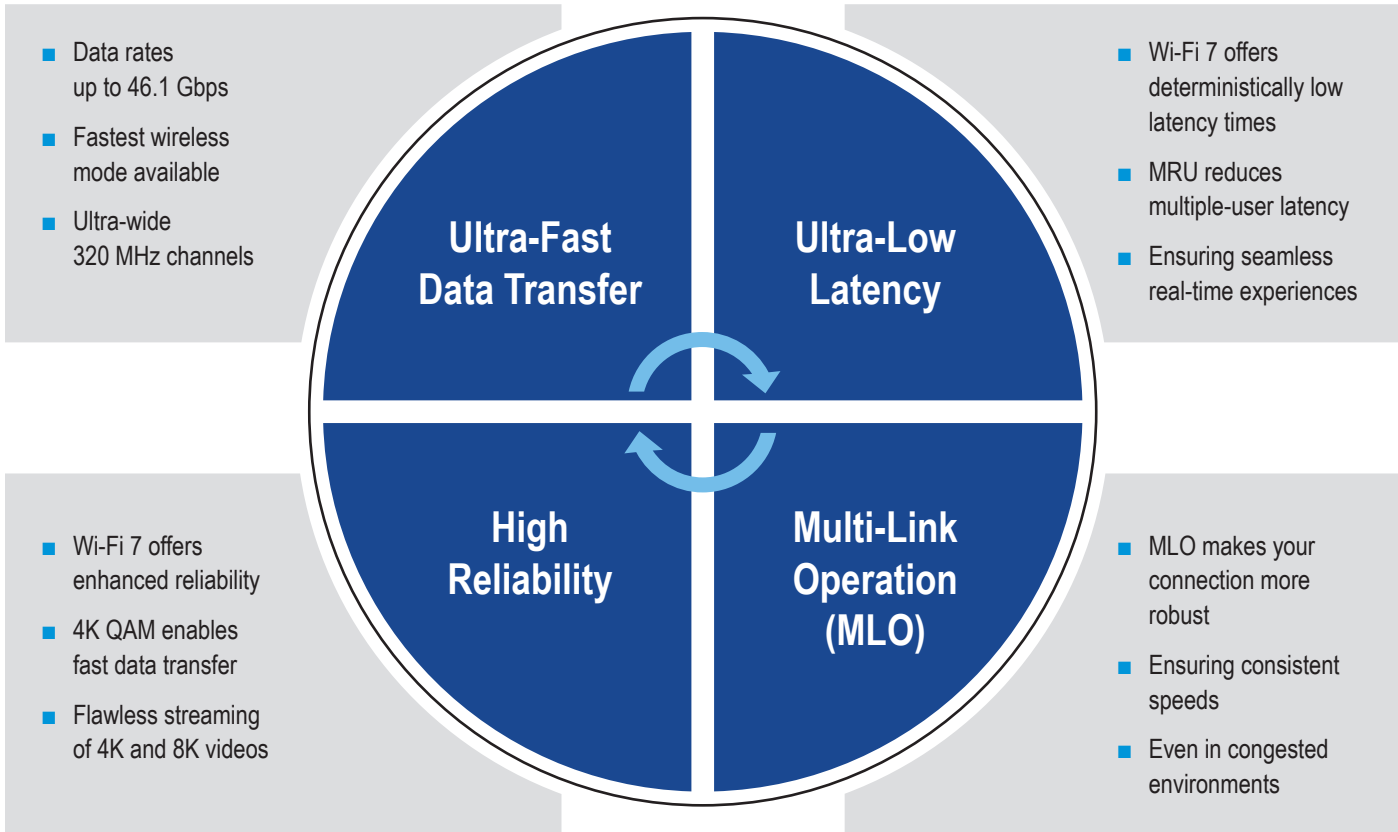 Data rates
up to 46.1 Gbps
Fastest wireless
mode available
Ultra-wide
320 MHz channels
Ultra-Fast
Data Transfer
Ultra-Low
Latency
Wi-Fi 7 offers
deterministically low
latency times
MRU reduces
multiple-user latency
Ensuring seamless
real-time experiences
Wi-Fi 7 offers
enhanced reliability
4K QAM enables
fast data transfer
Flawless streaming
of 4K and 8K videos
High
Reliability
Multi-Link
Operation
(MLO)
MLO makes your
connection more
robust
Ensuring consistent
speeds
Even in congested
environments